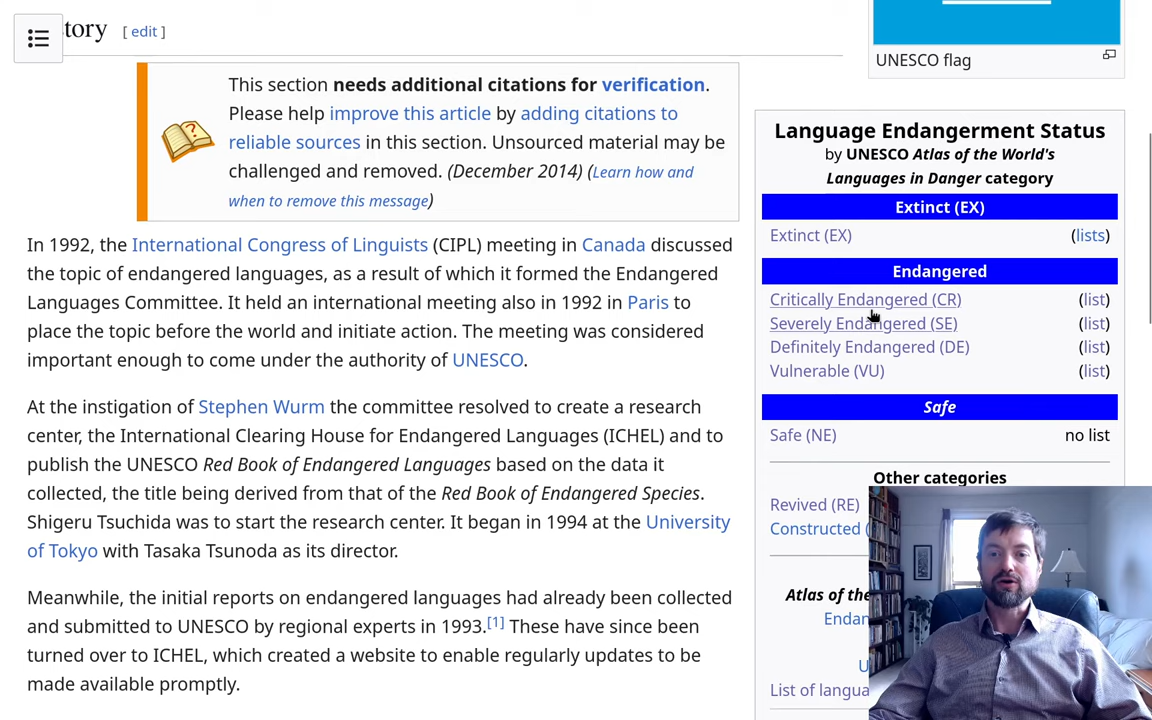 tory [ edit ]
This section needs additional citations for verification.
Please help improve this article by adding citations to
reliable sources in this section. Unsourced material may be
challenged and removed. (December 2014) (Learn how and
when to remove this message)
In 1992, the International Congress of Linguists (CIPL) meeting in Canada discussed
the topic of endangered languages, as a result of which it formed the Endangered
Languages Committee. It held an international meeting also in 1992 in Paris to
place the topic before the world and initiate action. The meeting was considered
important enough to come under the authority of UNESCO.
At the instigation of Stephen Wurm the committee resolved to create a research
center, the International Clearing House for Endangered Languages (ICHEL) and to
publish the UNESCO Red Book of Endangered Languages based on the data it
collected, the title being derived from that of the Red Book of Endangered Species.
Shigeru Tsuchida was to start the research center. It began in 1994 at the University
of Tokyo with Tasaka Tsunoda as its director.
Meanwhile, the initial reports on endangered languages had already been collected
and submitted to UNESCO by regional experts in 1993.[1] These have since been
turned over to ICHEL, which created a website to enable regularly updates to be
made available promptly.
UNESCO flag
Language Endangerment Status
by UNESCO Atlas of the World's
Languages in Danger category
Extinct (EX)
Extinct (EX) (lists)
Endangered
Critically Endangered (CR) (list)
Severely Endangered (SE) (list)
Definitely Endangered (DE) (list)
Vulnerable (VU) (list)
Safe
Safe (NE) no list
Other categories
Revived (RE)
Constructed (
Atlas of the
Endan
U
List of langua